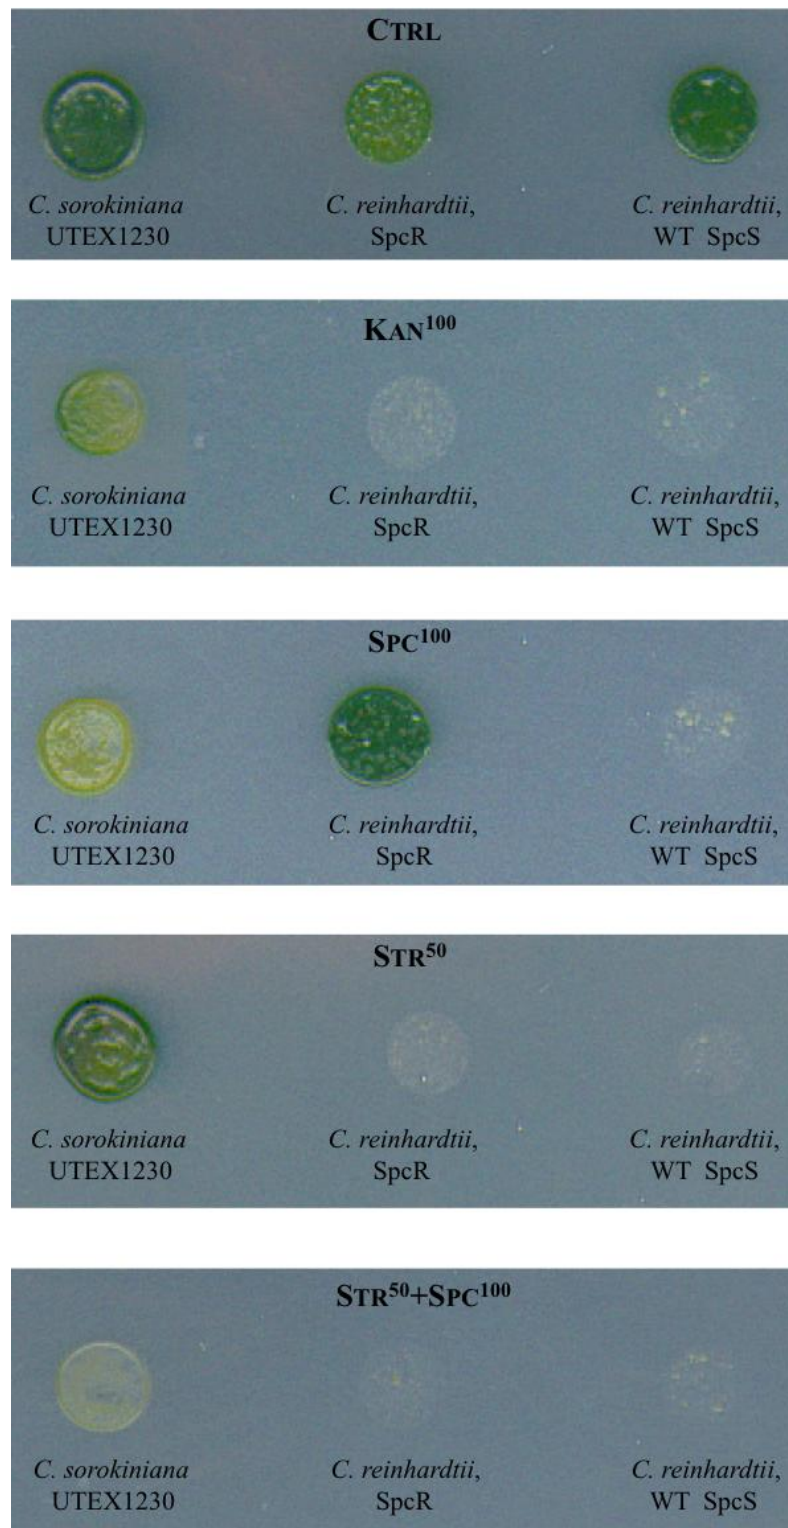 CTRL
C. sorokiniana UTEX1230
C. reinhardtii, SpcR
C. reinhardtii, WT SpcS
KAN¹⁰⁰
C. sorokiniana UTEX1230
C. reinhardtii, SpcR
C. reinhardtii, WT SpcS
SPC¹⁰⁰
C. sorokiniana UTEX1230
C. reinhardtii, SpcR
C. reinhardtii, WT SpcS
STR⁵⁰
C. sorokiniana UTEX1230
C. reinhardtii, SpcR
C. reinhardtii, WT SpcS
STR⁵⁰+SPC¹⁰⁰
C. sorokiniana UTEX1230
C. reinhardtii, SpcR
C. reinhardtii, WT SpcS